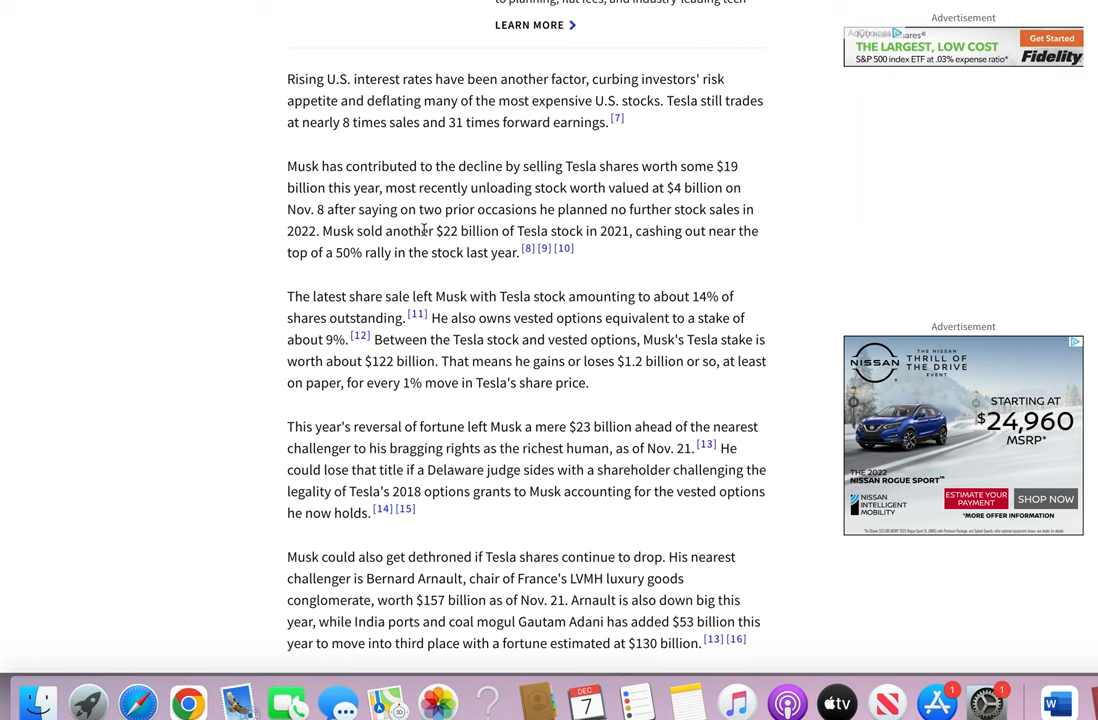 to planning, flat fees, and industry-leading tech
LEARN MORE
Rising U.S. interest rates have been another factor, curbing investors' risk
appetite and deflating many of the most expensive U.S. stocks. Tesla still trades
at nearly 8 times sales and 31 times forward earnings. [7]
Musk has contributed to the decline by selling Tesla shares worth some $19
billion this year, most recently unloading stock worth valued at $4 billion on
Nov. 8 after saying on two prior occasions he planned no further stock sales in
2022. Musk sold another $22 billion of Tesla stock in 2021, cashing out near the
top of a 50% rally in the stock last year. [8] [9] [10]
The latest share sale left Musk with Tesla stock amounting to about 14% of
shares outstanding. [11] He also owns vested options equivalent to a stake of
about 9%. [12] Between the Tesla stock and vested options, Musk's Tesla stake is
worth about $122 billion. That means he gains or loses $1.2 billion or so, at least
on paper, for every 1% move in Tesla's share price.
This year's reversal of fortune left Musk a mere $23 billion ahead of the nearest
challenger to his bragging rights as the richest human, as of Nov. 21. [13] He
could lose that title if a Delaware judge sides with a shareholder challenging the
legality of Tesla's 2018 options grants to Musk accounting for the vested options
he now holds. [14] [15]
Musk could also get dethroned if Tesla shares continue to drop. His nearest
challenger is Bernard Arnault, chair of France's LVMH luxury goods
conglomerate, worth $157 billion as of Nov. 21. Arnault is also down big this
year, while India ports and coal mogul Gautam Adani has added $53 billion this
year to move into third place with a fortune estimated at $130 billion. [13] [16]
Advertisement
AdChoices
THE LARGEST, LOW COST
S&P 500 index ETF at .03% expense ratio*
Get Started
Fidelity
Advertisement
NISSAN
THE NISSAN
THRILL OF
THE DRIVE
EVENT
STARTING AT
$24,960
MSRP*
THE 2022
NISSAN ROGUE SPORT™
NISSAN
INTELLIGENT
MOBILITY
ESTIMATE YOUR
PAYMENT
SHOP NOW
*MORE OFFER INFORMATION
DEC
7
?
30
tv
1
1
W